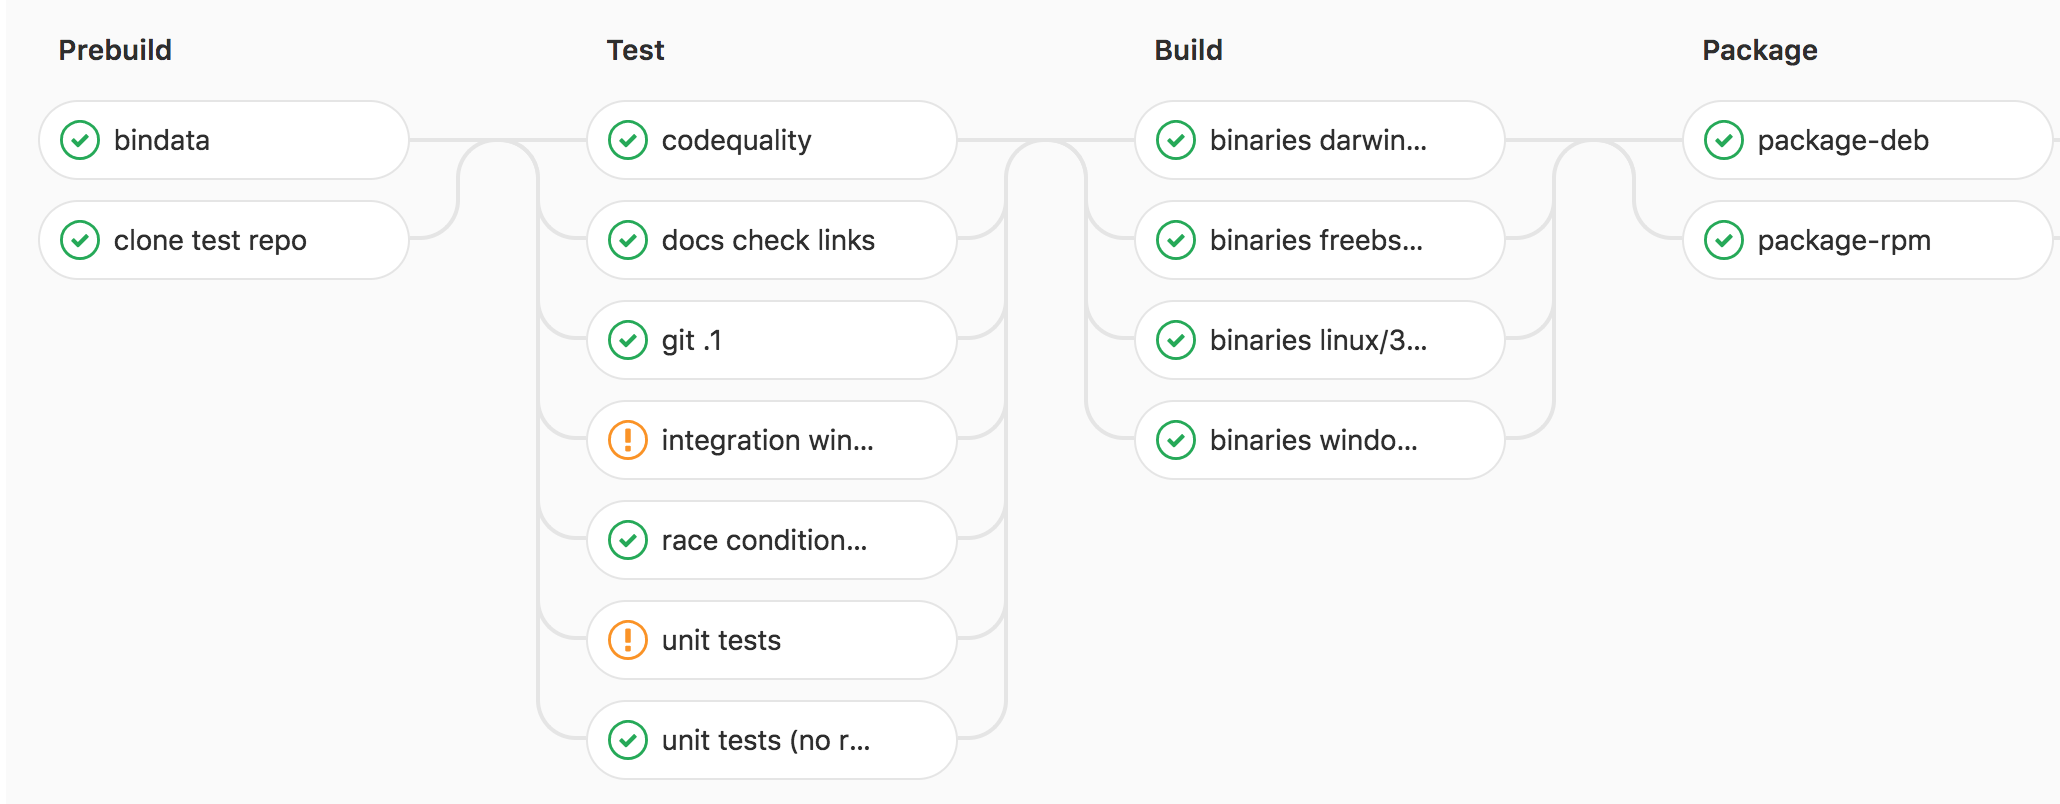 Prebuild
bindata
clone test repo
Test
codequality
docs check links
git .1
integration win...
race condition...
unit tests
unit tests (no r...
Build
binaries darwin...
binaries freebs...
binaries linux/3...
binaries windo...
Package
package-deb
package-rpm